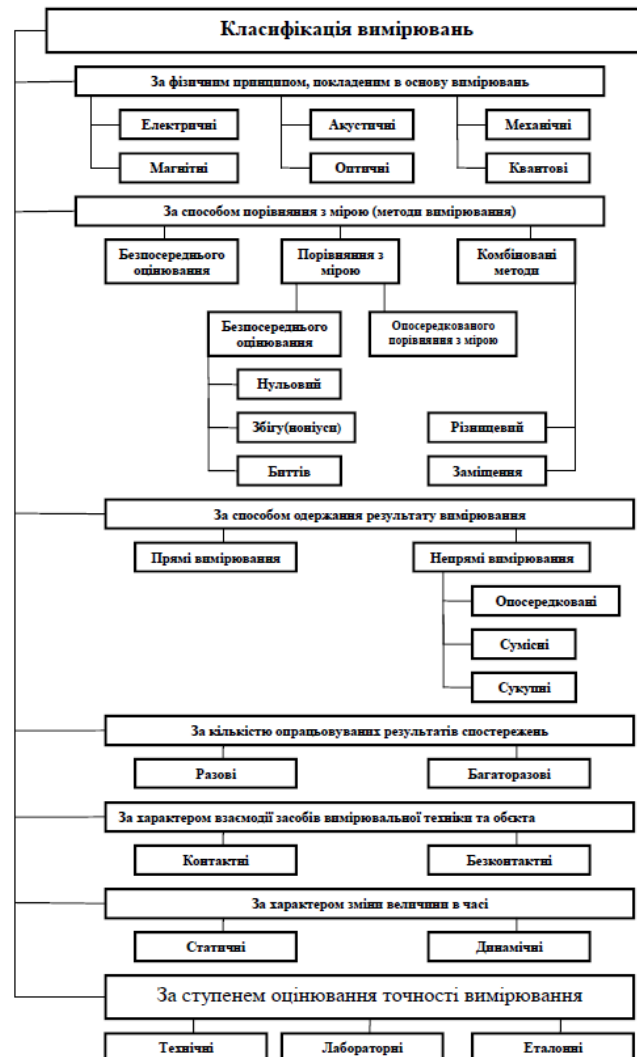 Класифікація вимірювань
За фізичним принципом, покладеним в основу вимірювань
Електричні
Акустичні
Механічні
Магнітні
Оптичні
Квантові
За способом порівняння з мірою (методи вимірювання)
Безпосереднього
оцінювання
Порівняння з
мірою
Комбіновані
методи
Безпосереднього
оцінювання
Опосередкованого
порівняння з мірою
Нульовий
Збігу(ноніуси)
Різницевий
Биттів
Заміщення
За способом одержання результату вимірювання
Прямі вимірювання
Непрямі вимірювання
Опосередковані
Сумісні
Сукупні
За кількістю опрацьовуваних результатів спостережень
Разові
Багаторазові
За характером взаємодії засобів вимірювальної техніки та обєкта
Контактні
Безконтактні
За характером зміни величини в часі
Статичні
Динамічні
За ступенем оцінювання точності вимірювання
Технічні
Лабораторні
Еталонні